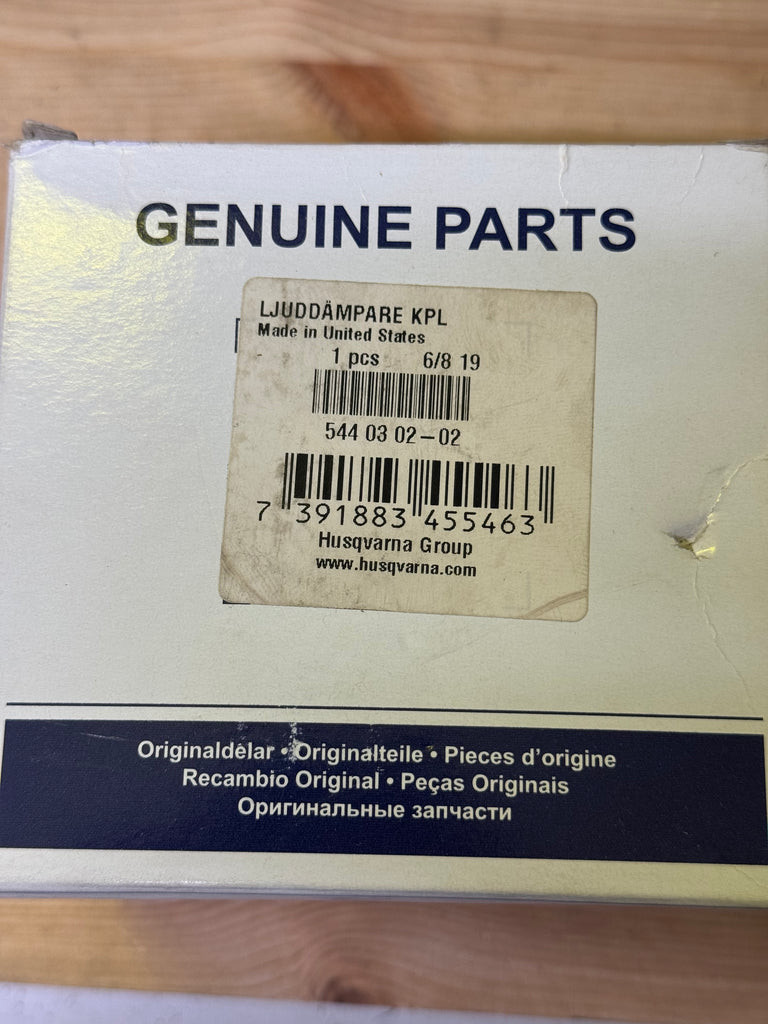 GENUINE PARTS
LJUDDÄMPARE KPL
Made in United States
1 pcs 6/8 19
544 03 02-02
7 391883 455463
Husqvarna Group
www.husqvarna.com
Originaldelar • Originalteile • Pieces d'origine
Recambio Original • Peças Originais
Оригинальные запчасти